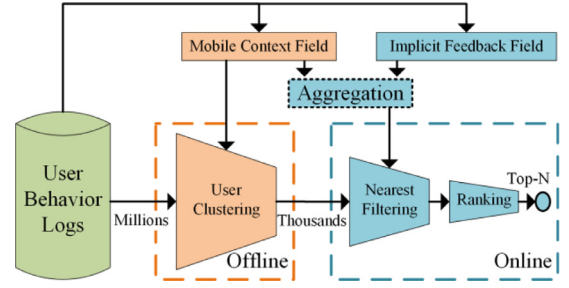 Mobile Context Field
Implicit Feedback Field
Aggregation
User
Behavior
Logs
Millions
User
Clustering
Thousands
Offline
Nearest
Filtering
Ranking
Top-N
Online